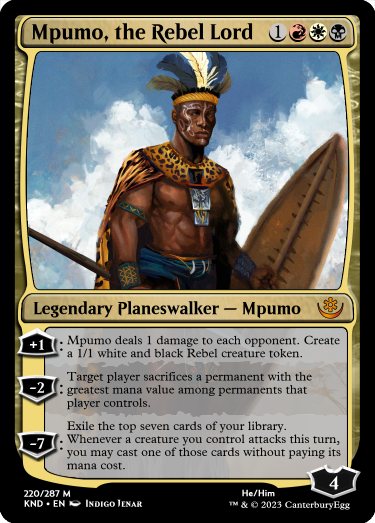 Mpumo, the Rebel Lord 1
Legendary Planeswalker — Mpumo
+1: Mpumo deals 1 damage to each opponent. Create
a 1/1 white and black Rebel creature token.
-2: Target player sacrifices a permanent with the
greatest mana value among permanents that
player controls.
-7: Exile the top seven cards of your library.
Whenever a creature you control attacks this turn,
you may cast one of those cards without paying its
mana cost.
4
220/287 M He/Him
KND • EN Indigo Jenar ™ & © 2023 CanterburyEgg